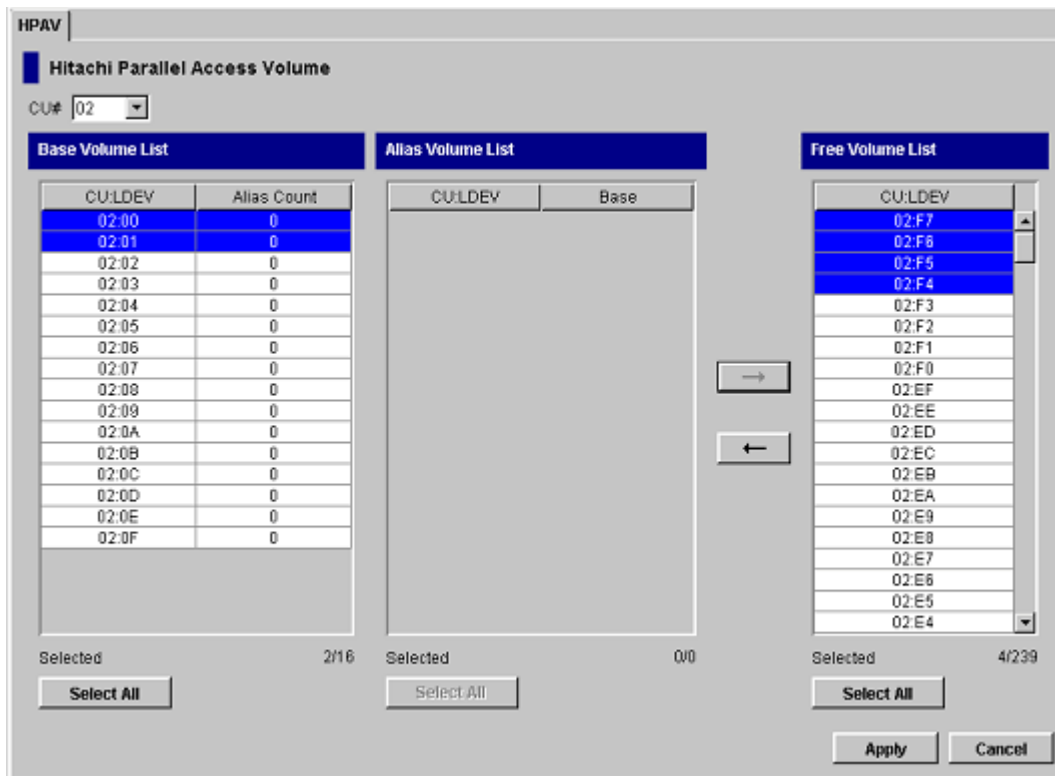 HPAV
Hitachi Parallel Access Volume
CU# 02
Base Volume List
CU:LDEV Alias Count
02:00 0
02:01 0
02:02 0
02:03 0
02:04 0
02:05 0
02:06 0
02:07 0
02:08 0
02:09 0
02:0A 0
02:0B 0
02:0C 0
02:0D 0
02:0E 0
02:0F 0
Selected 2/16
Select All
Alias Volume List
CU:LDEV Base
Selected 0/0
Select All
→
←
Free Volume List
CU:LDEV
02:F7
02:F6
02:F5
02:F4
02:F3
02:F2
02:F1
02:F0
02:EF
02:EE
02:ED
02:EC
02:EB
02:EA
02:E9
02:E8
02:E7
02:E6
02:E5
02:E4
Selected 4/239
Select All
Apply Cancel